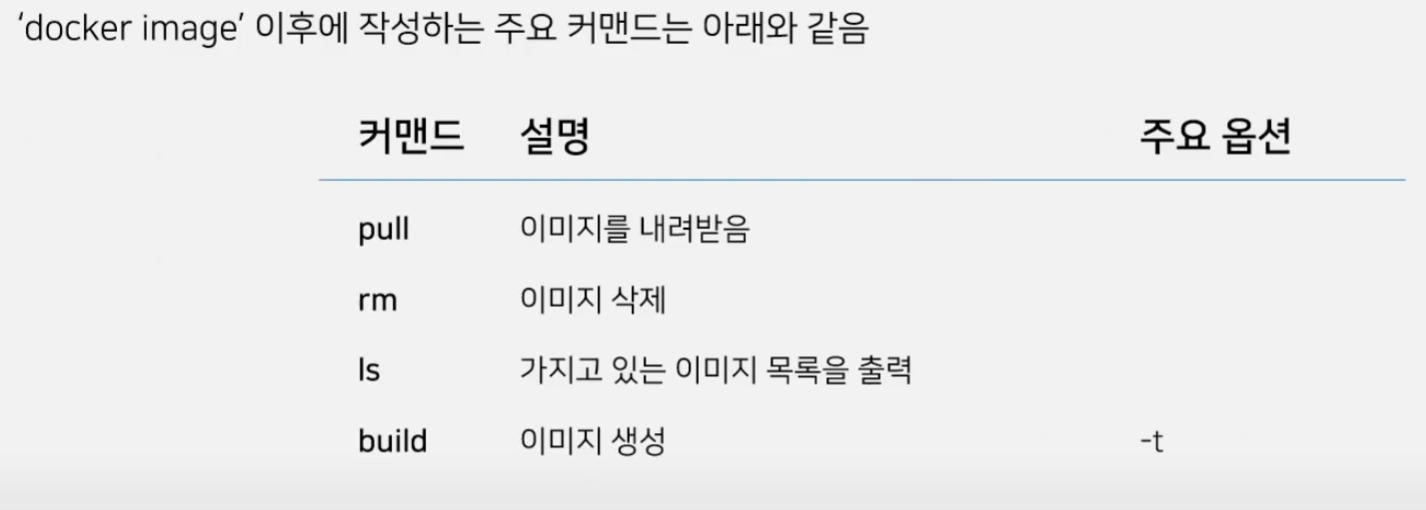 ‘docker image’ 이후에 작성하는 주요 커맨드는 아래와 같음
커맨드 설명 주요 옵션
pull 이미지를 내려받음
rm 이미지 삭제
ls 가지고 있는 이미지 목록을 출력
build 이미지 생성 -t